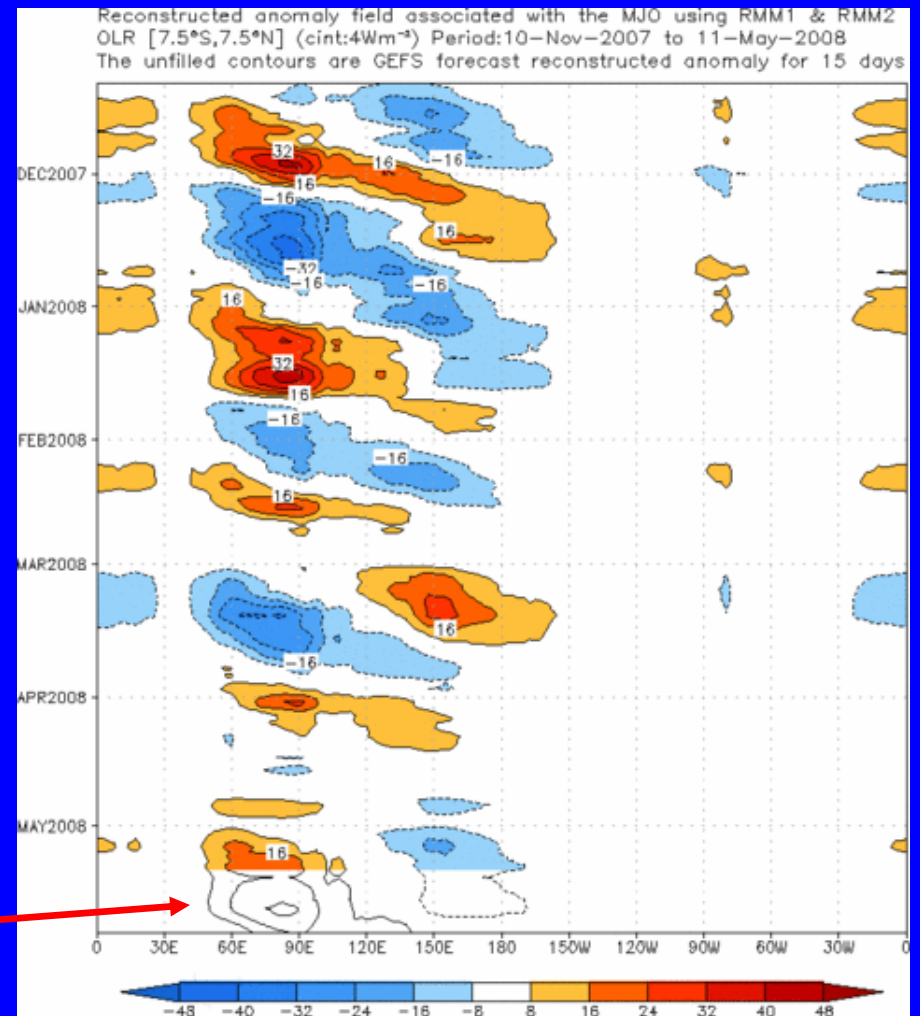 Reconstructed anomaly field associated with the MJO using RMM1 & RMM2
OLR [7.5°S,7.5°N] (cint:4Wm⁻²) Period:10-Nov-2007 to 11-May-2008
The unfilled contours are GEFS forecast reconstructed anomaly for 15 days
32
16
-16
DEC2007
16
-16
16
-32
-16
-16
JAN2008
16
32
16
-16
FEB2008
-16
16
MAR2008
16
-16
APR2008
MAY2008
16
0 30E 60E 90E 120E 150E 180 150W 120W 90W 60W 30W 0
-48 -40 -32 -24 -16 -8 8 16 24 32 40 48